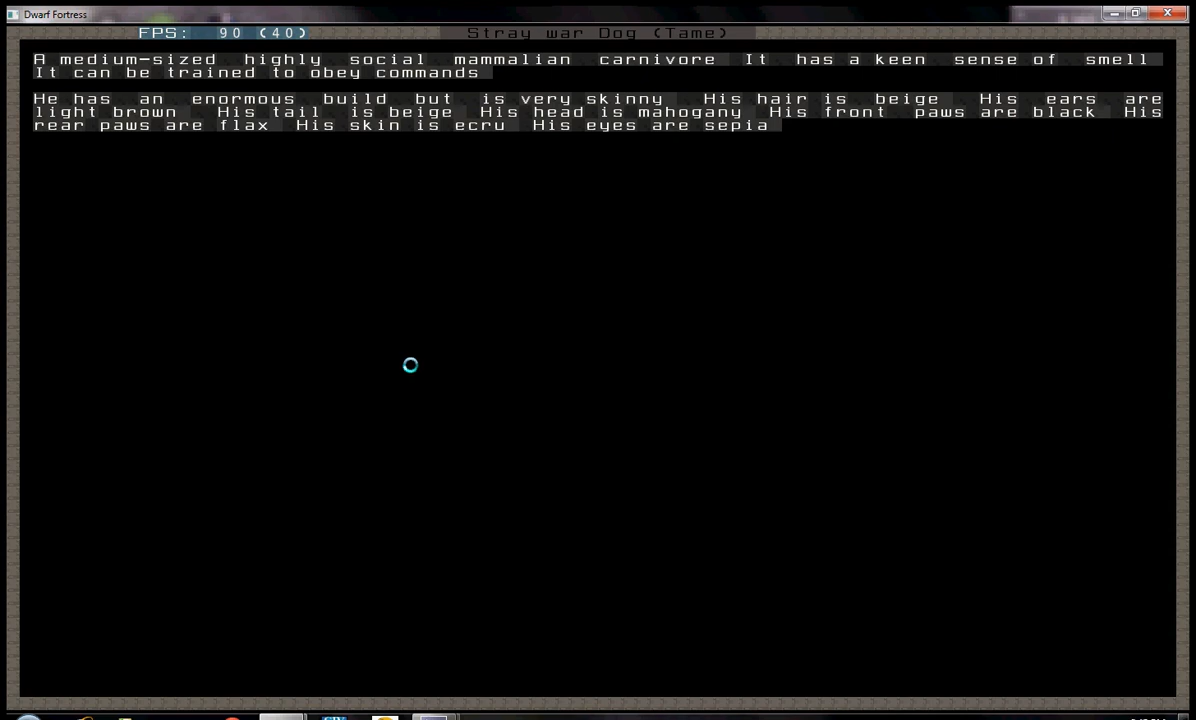 Dwarf Fortress
FPS: 90 (40) Stray war Dog (Tame)
A medium-sized highly social mammalian carnivore It has a keen sense of smell
It can be trained to obey commands
He has an enormous build but is very skinny His hair is beige His ears are
light brown His tail is beige His head is mahogany His front paws are black His
rear paws are flax His skin is ecru His eyes are sepia